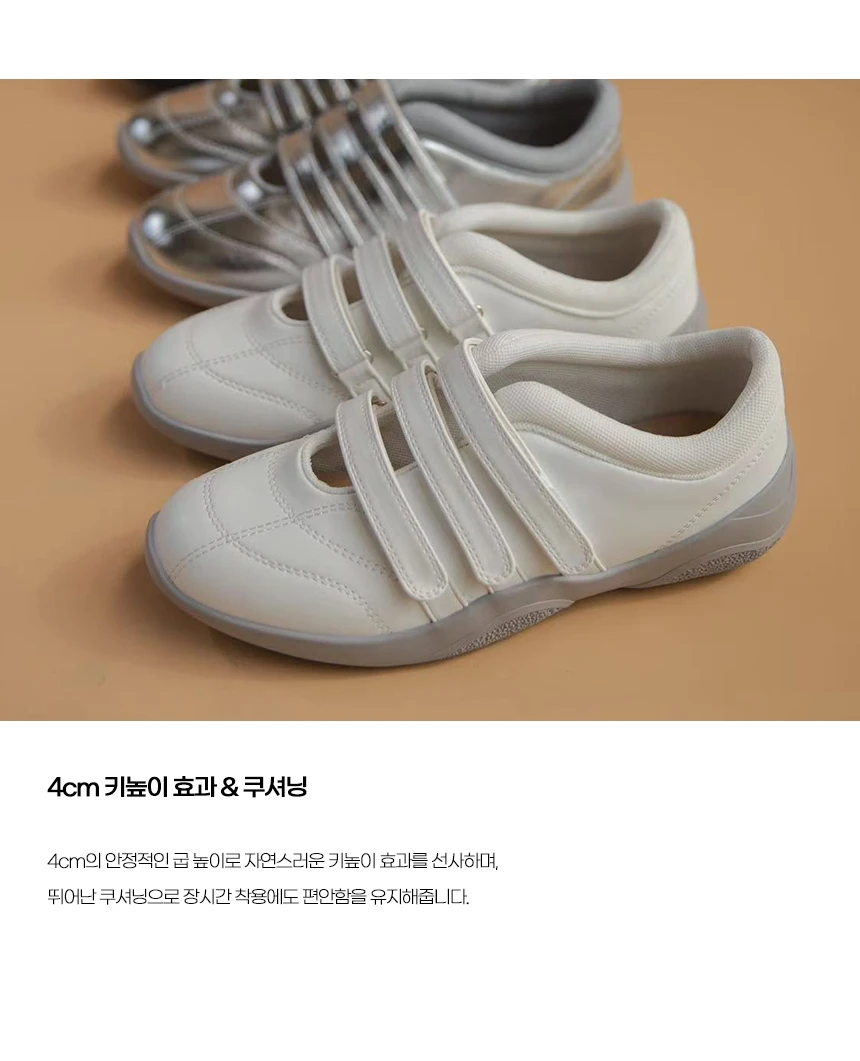 4cm 키높이 효과 & 쿠셔닝
4cm의 안정적인 굽 높이로 자연스러운 키높이 효과를 선사하며,
뛰어난 쿠셔닝으로 장시간 착용에도 편안함을 유지해줍니다.